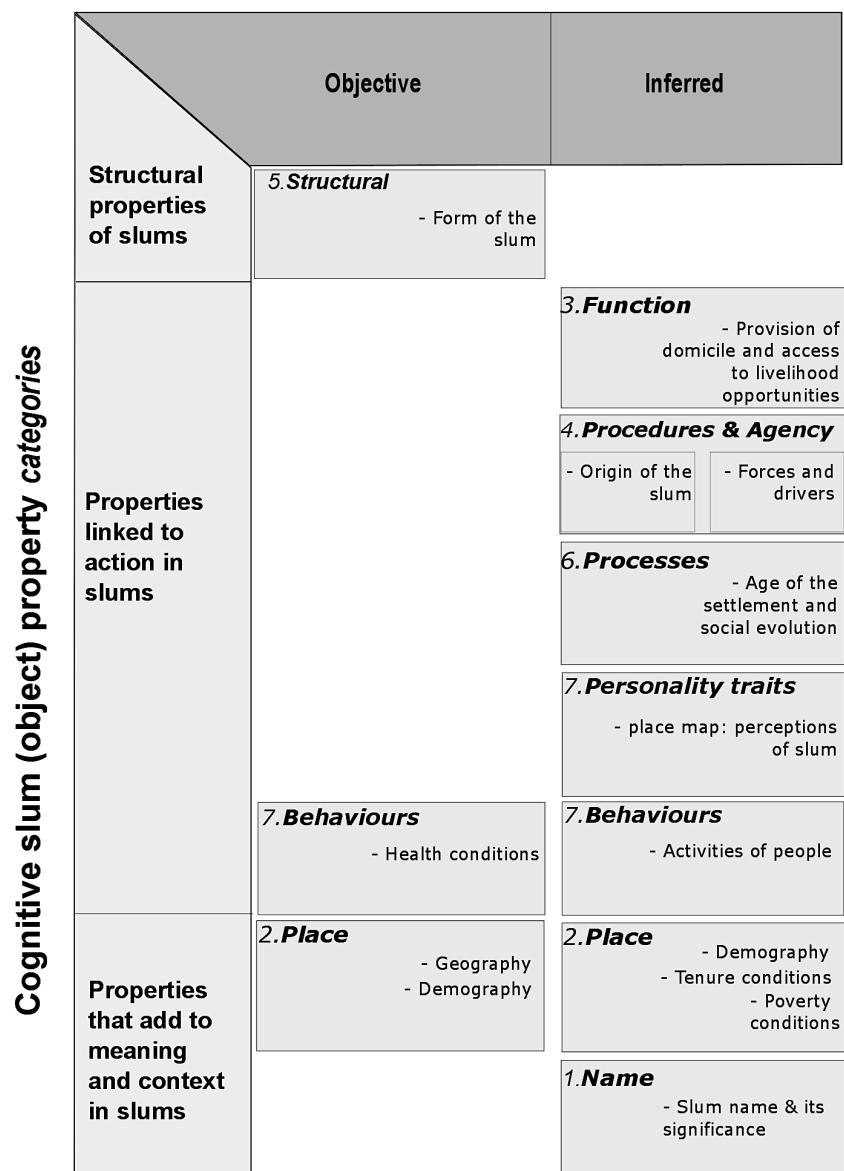 Cognitive slum (object) property categories
Objective
Inferred
Structural
properties
of slums
5.Structural
- Form of the
slum
Properties
linked to
action in
slums
3.Function
- Provision of
domicile and access
to livelihood
opportunities
4.Procedures & Agency
- Origin of the
slum
- Forces and
drivers
6.Processes
- Age of the
settlement and
social evolution
7.Personality traits
- place map: perceptions
of slum
7.Behaviours
- Health conditions
7.Behaviours
- Activities of people
Properties
that add to
meaning
and context
in slums
2.Place
- Geography
- Demography
2.Place
- Demography
- Tenure conditions
- Poverty
conditions
1.Name
- Slum name & its
significance